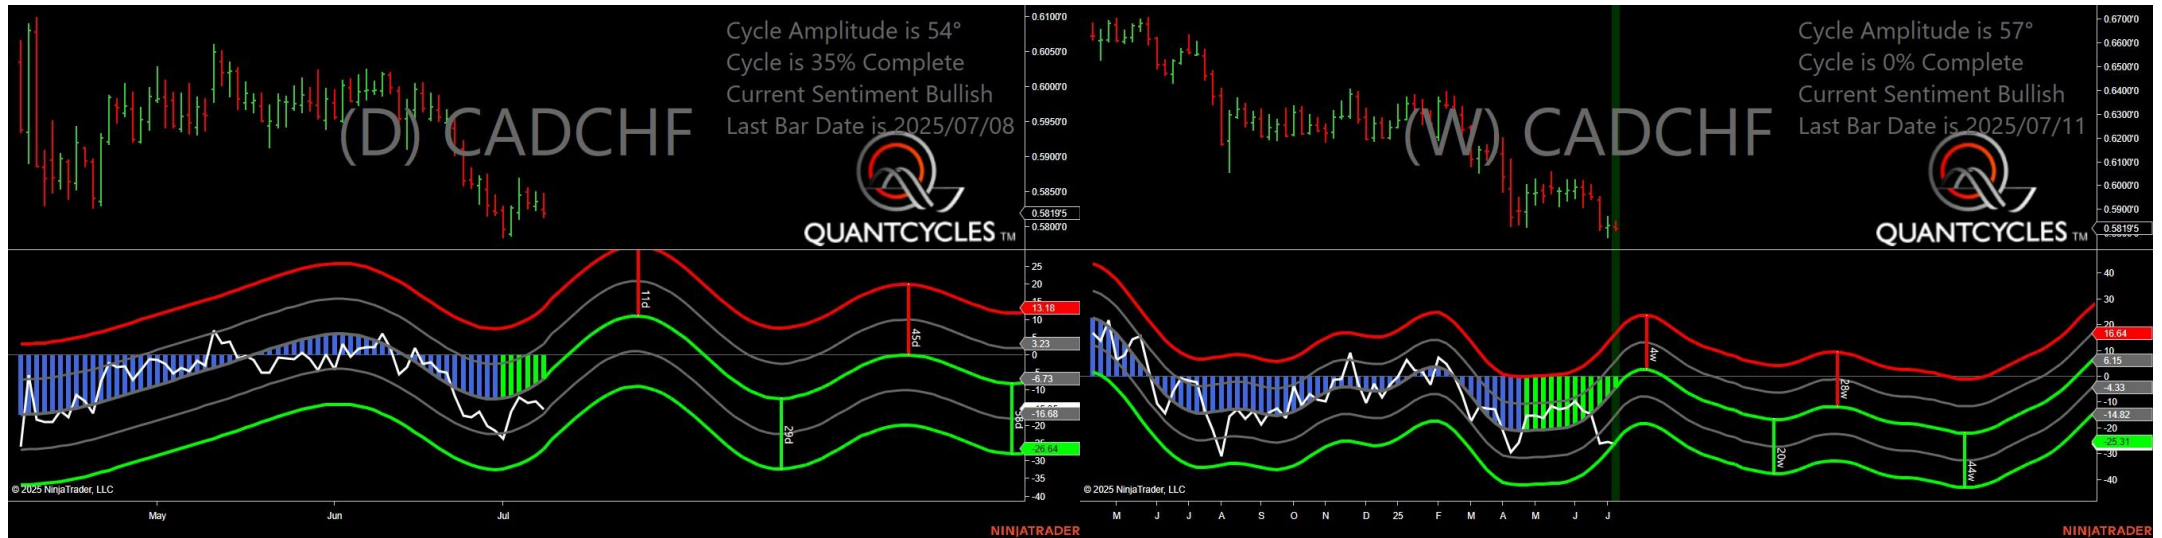 Cycle Amplitude is 54°
Cycle is 35% Complete
Current Sentiment Bullish
Last Bar Date is 2025/07/08
(D) CADCHF
QUANTCYCLES TM
0.6100'0
0.6050'0
0.6000'0
0.5950'0
0.5900'0
0.5850'0
0.5819'5
0.5800'0
25
20
13.18
10
5
3.23
0
-5
-6.73
-10
-16.68
-20
-26.64
-30
-35
-40
11d
29d
45d
58d
© 2025 NinjaTrader, LLC
May Jun Jul
NINJATRADER
Cycle Amplitude is 57°
Cycle is 0% Complete
Current Sentiment Bullish
Last Bar Date is 2025/07/11
(W) CADCHF
QUANTCYCLES TM
0.6700'0
0.6600'0
0.6500'0
0.6400'0
0.6300'0
0.6200'0
0.6100'0
0.6000'0
0.5900'0
0.5819'5
40
30
20
16.64
10
6.15
0
-4.33
-10
-14.82
-20
-25.31
-30
-40
4w
20w
28w
44w
© 2025 NinjaTrader, LLC
M J J A S O N D 25 F M A M J J
NINJATRADER